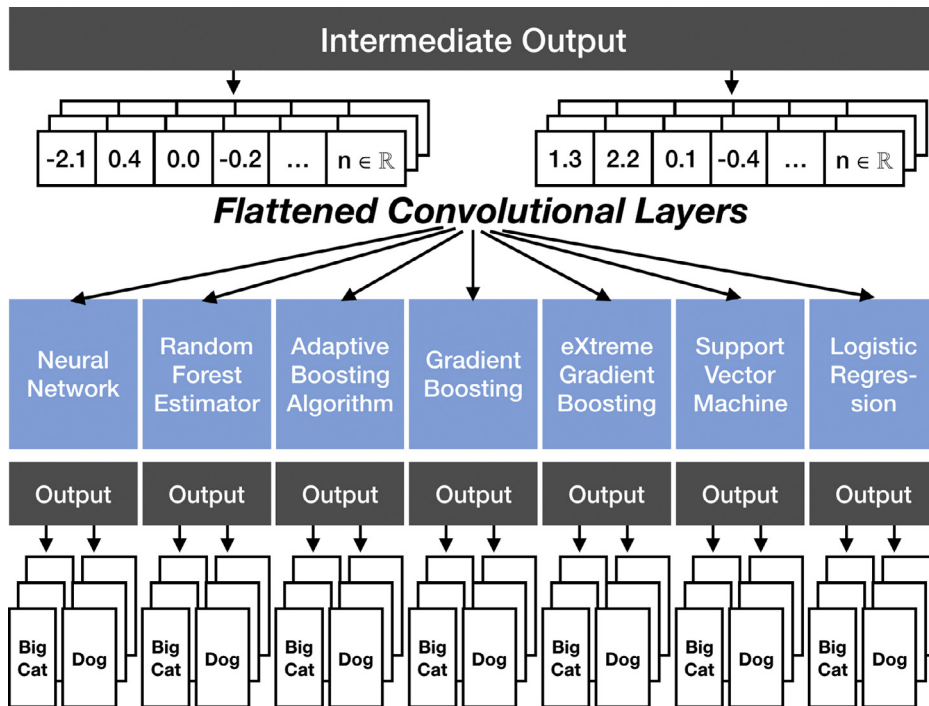 Intermediate Output
-2.1 0.4 0.0 -0.2 ... n ∈ ℝ
1.3 2.2 0.1 -0.4 ... n ∈ ℝ
Flattened Convolutional Layers
Neural
Network
Random
Forest
Estimator
Adaptive
Boosting
Algorithm
Gradient
Boosting
eXtreme
Gradient
Boosting
Support
Vector
Machine
Logistic
Regres-
sion
Output
Output
Output
Output
Output
Output
Output
Big
Cat
Dog
Big
Cat
Dog
Big
Cat
Dog
Big
Cat
Dog
Big
Cat
Dog
Big
Cat
Dog
Big
Cat
Dog